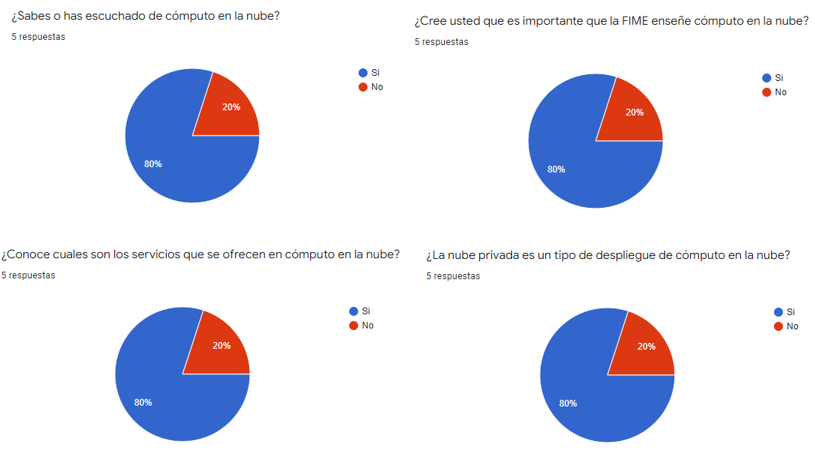 ¿Sabes o has escuchado de cómputo en la nube?
5 respuestas
Si
No
20%
80%
¿Cree usted que es importante que la FIME enseñe cómputo en la nube?
5 respuestas
Si
No
20%
80%
¿Conoce cuales son los servicios que se ofrecen en cómputo en la nube?
5 respuestas
Si
No
20%
80%
¿La nube privada es un tipo de despliegue de cómputo en la nube?
5 respuestas
Si
No
20%
80%